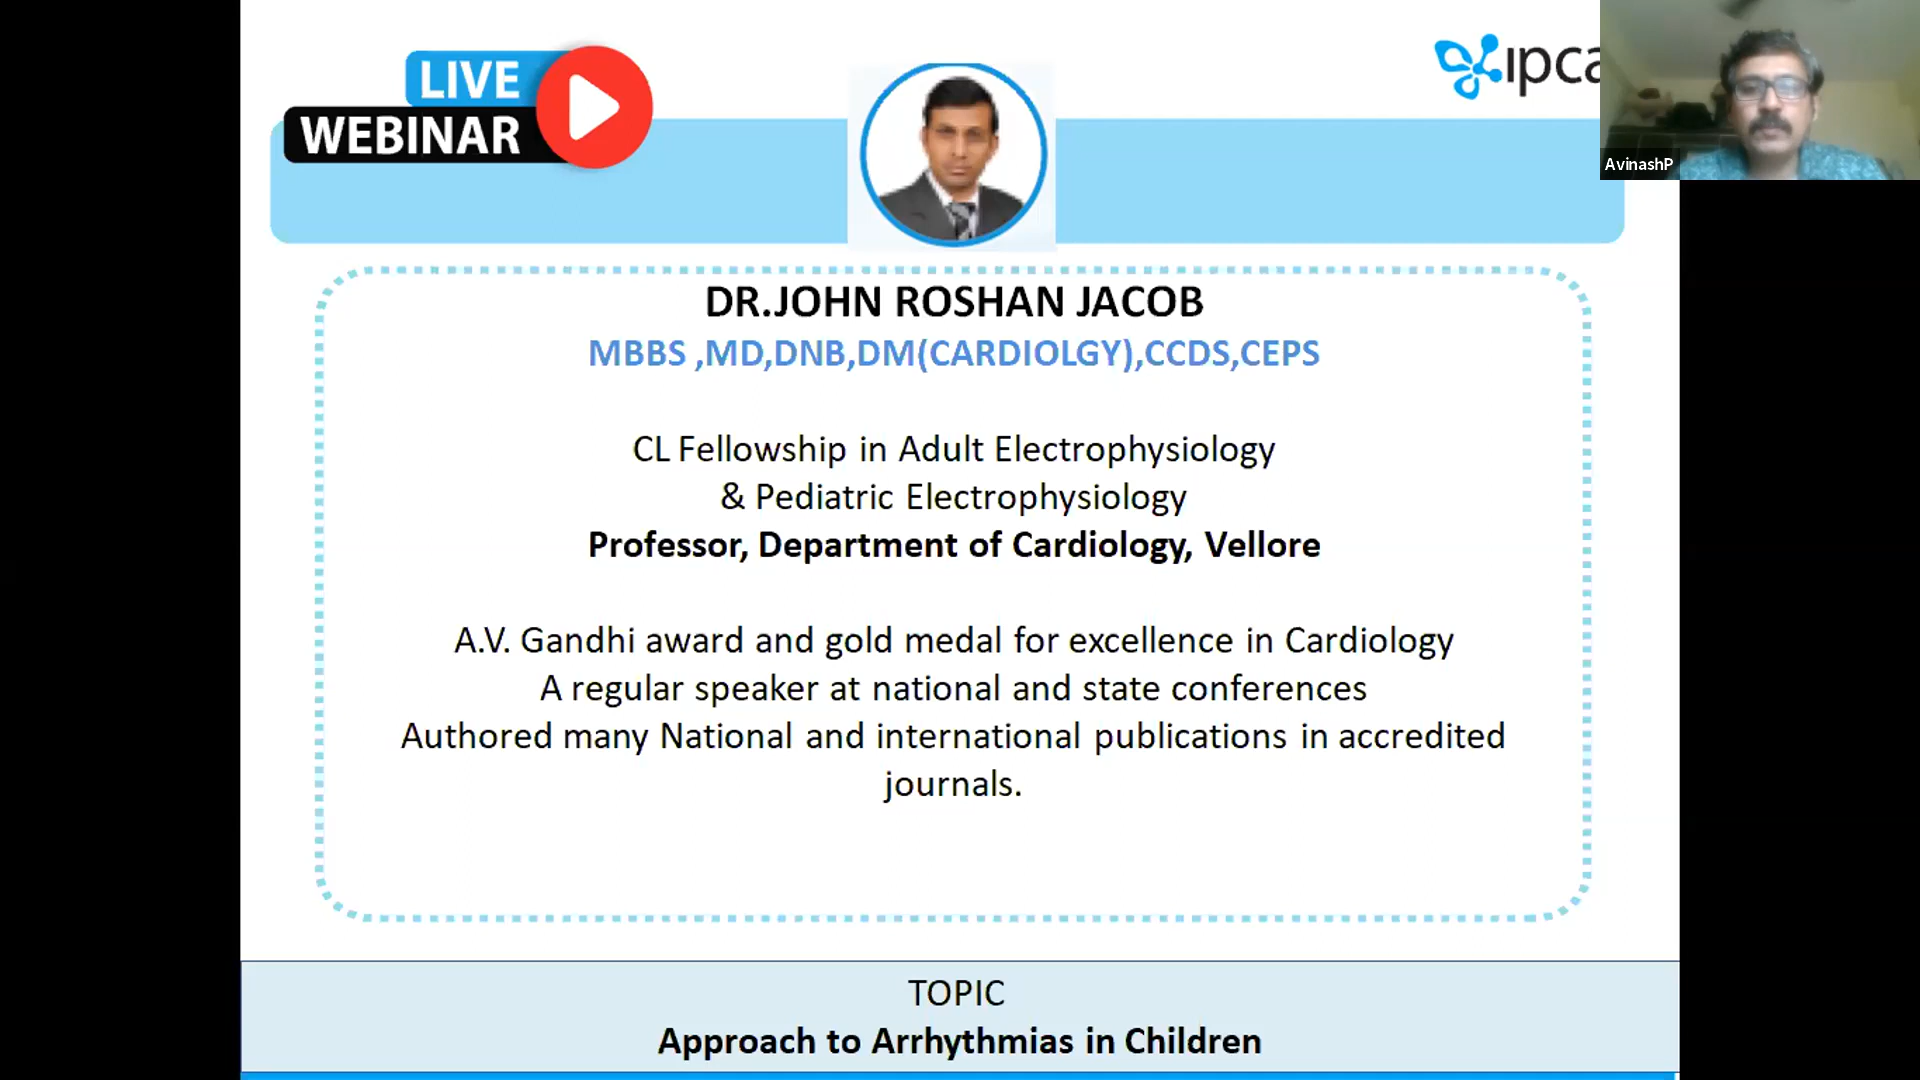 LIVE
WEBINAR
ipca
AvinashP
DR.JOHN ROSHAN JACOB
MBBS ,MD,DNB,DM(CARDIOLGY),CCDS,CEPS
CL Fellowship in Adult Electrophysiology
& Pediatric Electrophysiology
Professor, Department of Cardiology, Vellore
A.V. Gandhi award and gold medal for excellence in Cardiology
A regular speaker at national and state conferences
Authored many National and international publications in accredited
journals.
TOPIC
Approach to Arrhythmias in Children